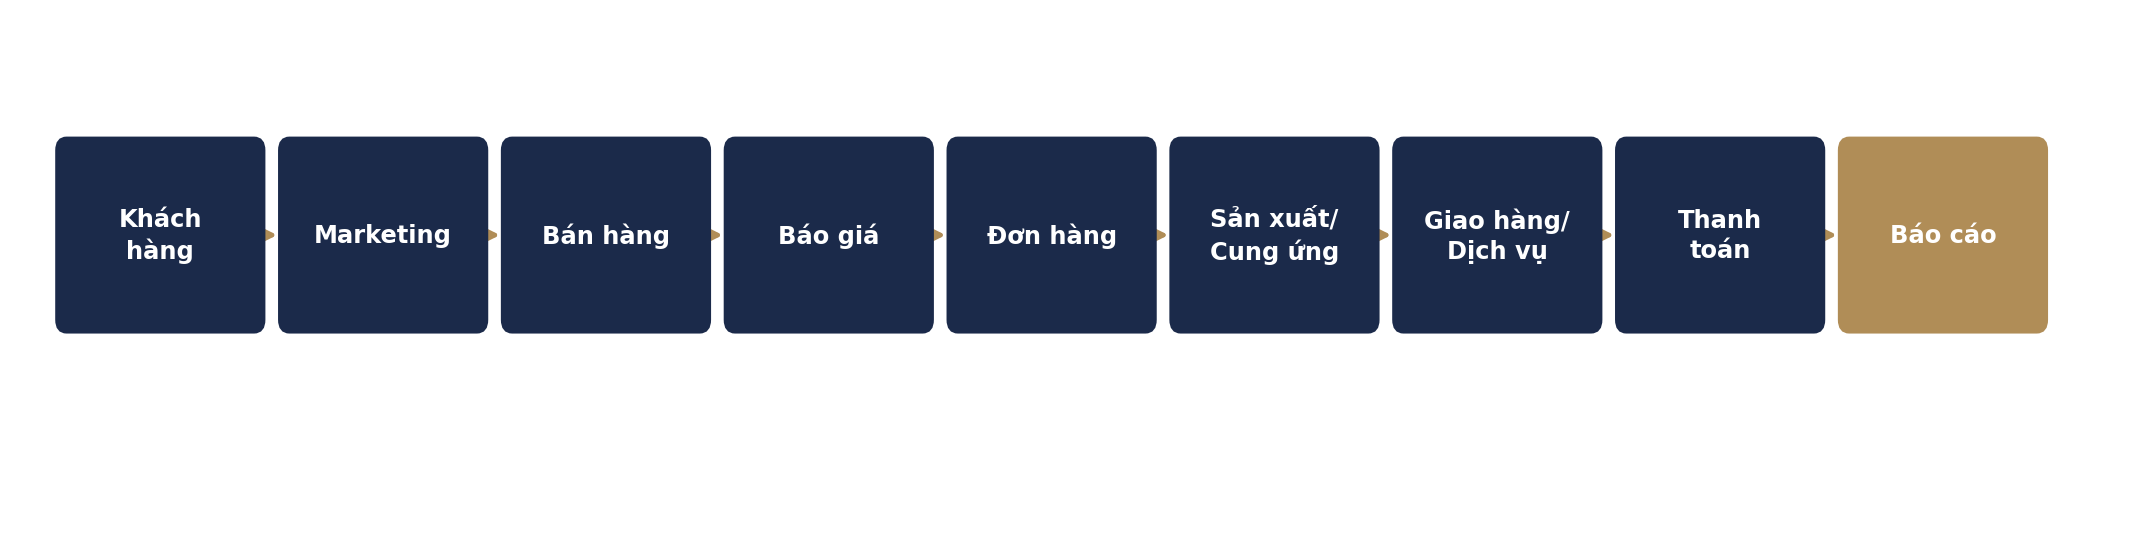 Khách
hàng
Marketing
Bán hàng
Báo giá
Đơn hàng
Sản xuất/
Cung ứng
Giao hàng/
Dịch vụ
Thanh
toán
Báo cáo